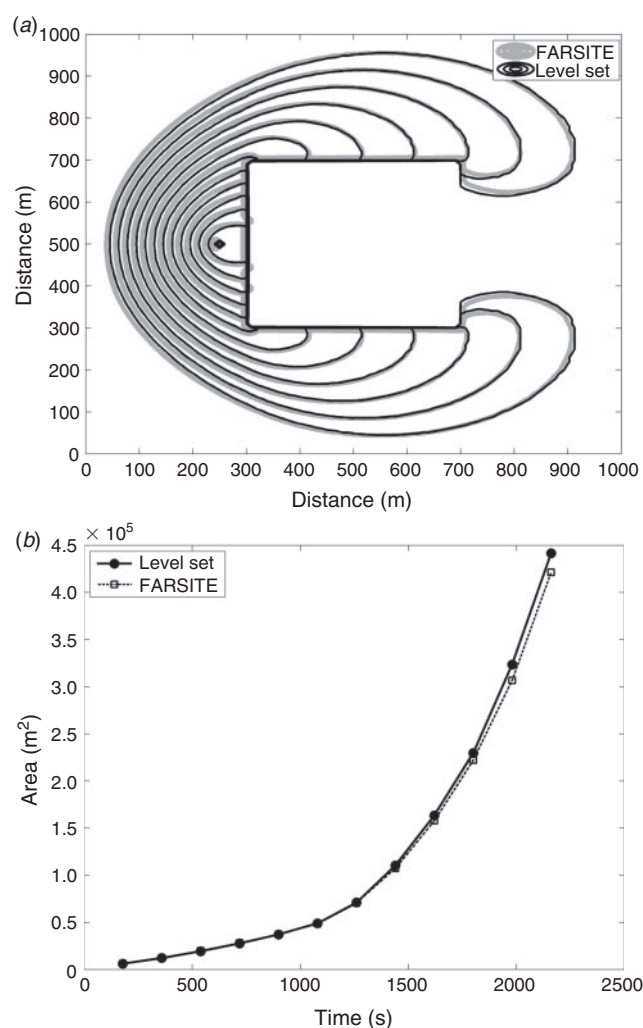 (a)
1000
900
800
700
600
500
400
300
200
100
0
Distance (m)
FARSITE
Level set
0 100 200 300 400 500 600 700 800 900 1000
Distance (m)
(b)
× 10⁵
4.5
4.0
3.5
3.0
2.5
2.0
1.5
1.0
0.5
0
Area (m²)
Level set
FARSITE
0 500 1000 1500 2000 2500
Time (s)